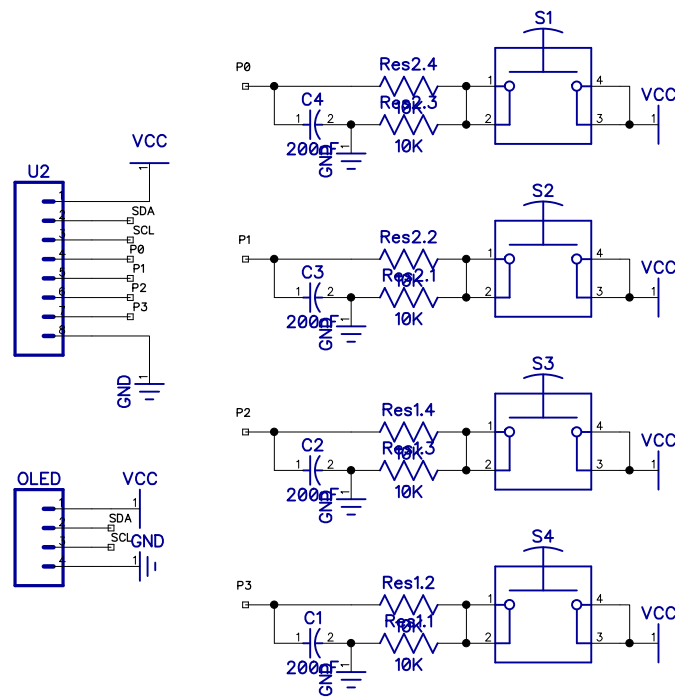 U2
VCC
1
1
2
3
4
5
6
7
8
SDA
SCL
P0
P1
P2
P3
GND
1
OLED
1
2
3
4
VCC
1
SDA
SCL
GND
1
P0
C4
1 2
200nF
GND
1
Res2.4
10K
Res2.3
10K
S1
1
2
4
3
VCC
1
P1
C3
1 2
200nF
GND
1
Res2.2
10K
Res2.1
10K
S2
1
2
4
3
VCC
1
P2
C2
1 2
200nF
GND
1
Res1.4
10K
Res1.3
10K
S3
1
2
4
3
VCC
1
P3
C1
1 2
200nF
GND
1
Res1.2
10K
Res1.1
10K
S4
1
2
4
3
VCC
1